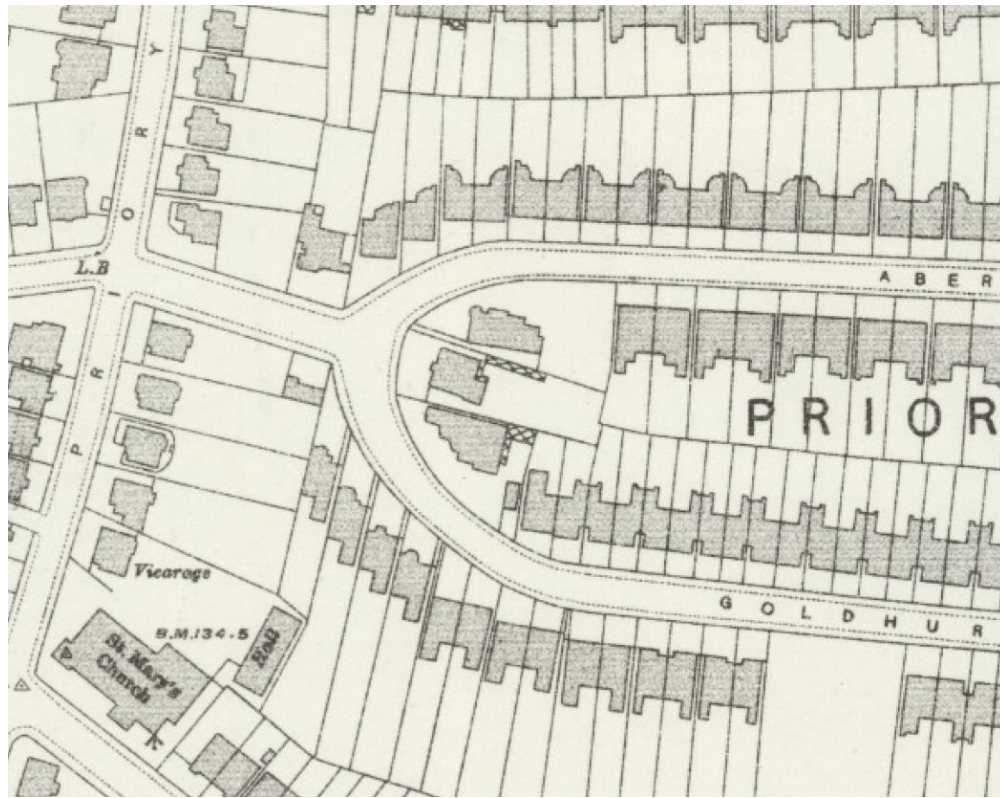 PRIORY
L.B
ABER
PRIOR
GOLDHUR
Vicarage
B.M.134·5
Hall
St. Mary's
Church